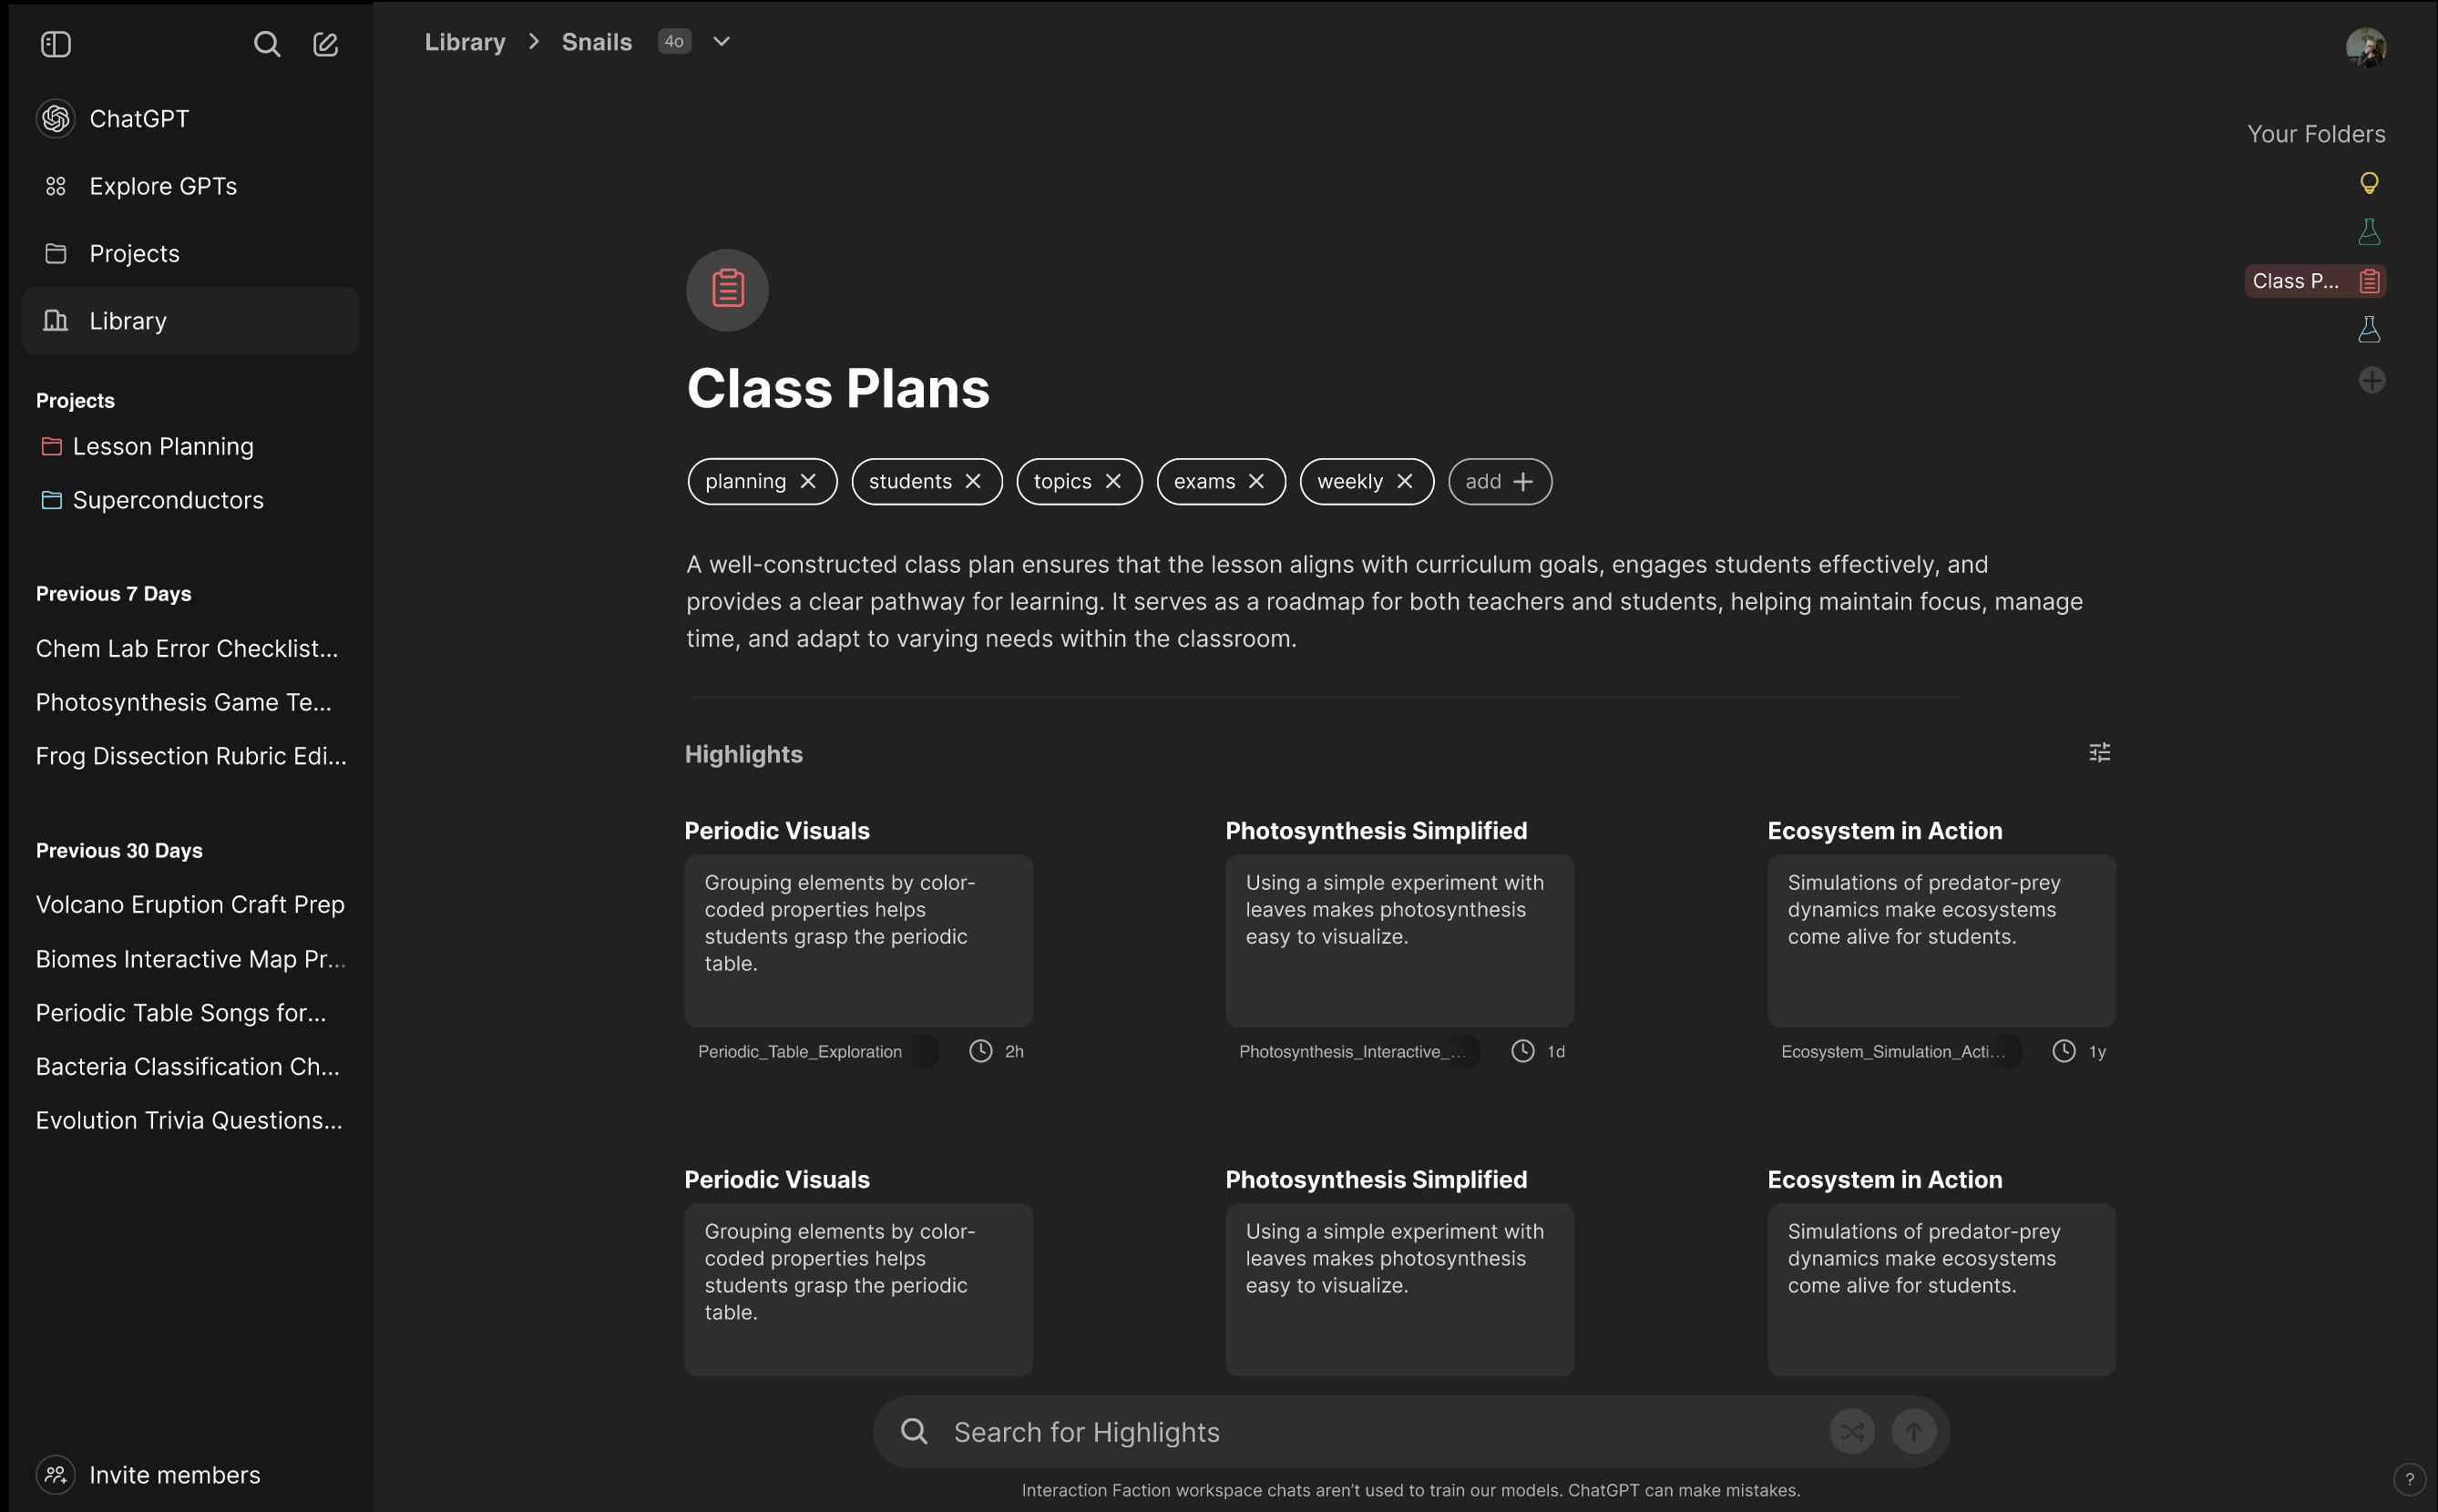 Library > Snails 4o
ChatGPT
Explore GPTs
Projects
Library
Projects
Lesson Planning
Superconductors
Previous 7 Days
Chem Lab Error Checklist...
Photosynthesis Game Te...
Frog Dissection Rubric Edi...
Previous 30 Days
Volcano Eruption Craft Prep
Biomes Interactive Map Pr...
Periodic Table Songs for...
Bacteria Classification Ch...
Evolution Trivia Questions...
Invite members
Your Folders
Class P...
Class Plans
planning × students × topics × exams × weekly × add +
A well-constructed class plan ensures that the lesson aligns with curriculum goals, engages students effectively, and
provides a clear pathway for learning. It serves as a roadmap for both teachers and students, helping maintain focus, manage
time, and adapt to varying needs within the classroom.
Highlights
Periodic Visuals
Grouping elements by color-
coded properties helps
students grasp the periodic
table.
Periodic_Table_Exploration 2h
Photosynthesis Simplified
Using a simple experiment with
leaves makes photosynthesis
easy to visualize.
Photosynthesis_Interactive_... 1d
Ecosystem in Action
Simulations of predator-prey
dynamics make ecosystems
come alive for students.
Ecosystem_Simulation_Acti... 1y
Periodic Visuals
Grouping elements by color-
coded properties helps
students grasp the periodic
table.
Photosynthesis Simplified
Using a simple experiment with
leaves makes photosynthesis
easy to visualize.
Ecosystem in Action
Simulations of predator-prey
dynamics make ecosystems
come alive for students.
Search for Highlights
Interaction Faction workspace chats aren't used to train our models. ChatGPT can make mistakes.
?